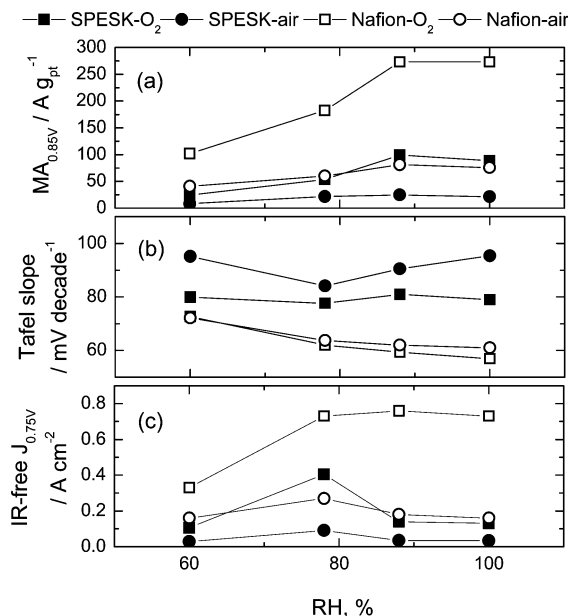 SPESK-O₂ SPESK-air Nafion-O₂ Nafion-air
(a)
MA₀.₈₅V / A gₚₜ⁻¹
300
250
200
150
100
50
0
(b)
Tafel slope
/ mV decade⁻¹
100
80
60
(c)
IR-free J₀.₇₅V
/ A cm⁻²
0.8
0.6
0.4
0.2
0.0
60 80 100
RH, %